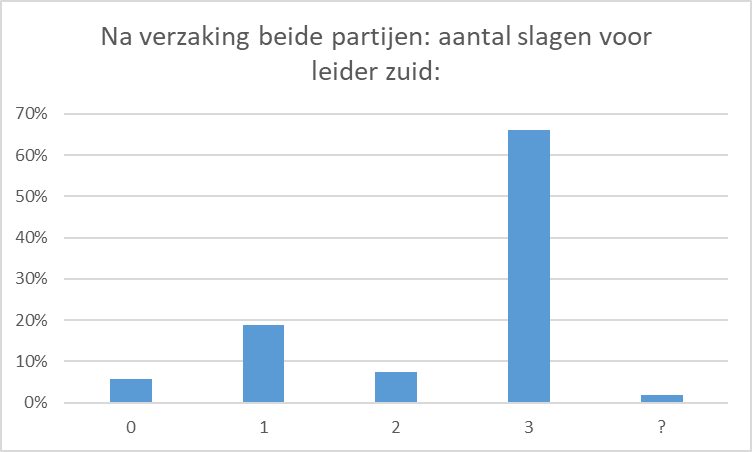 Na verzaking beide partijen: aantal slagen voor
leider zuid:
70%
60%
50%
40%
30%
20%
10%
0%
0 1 2 3 ?